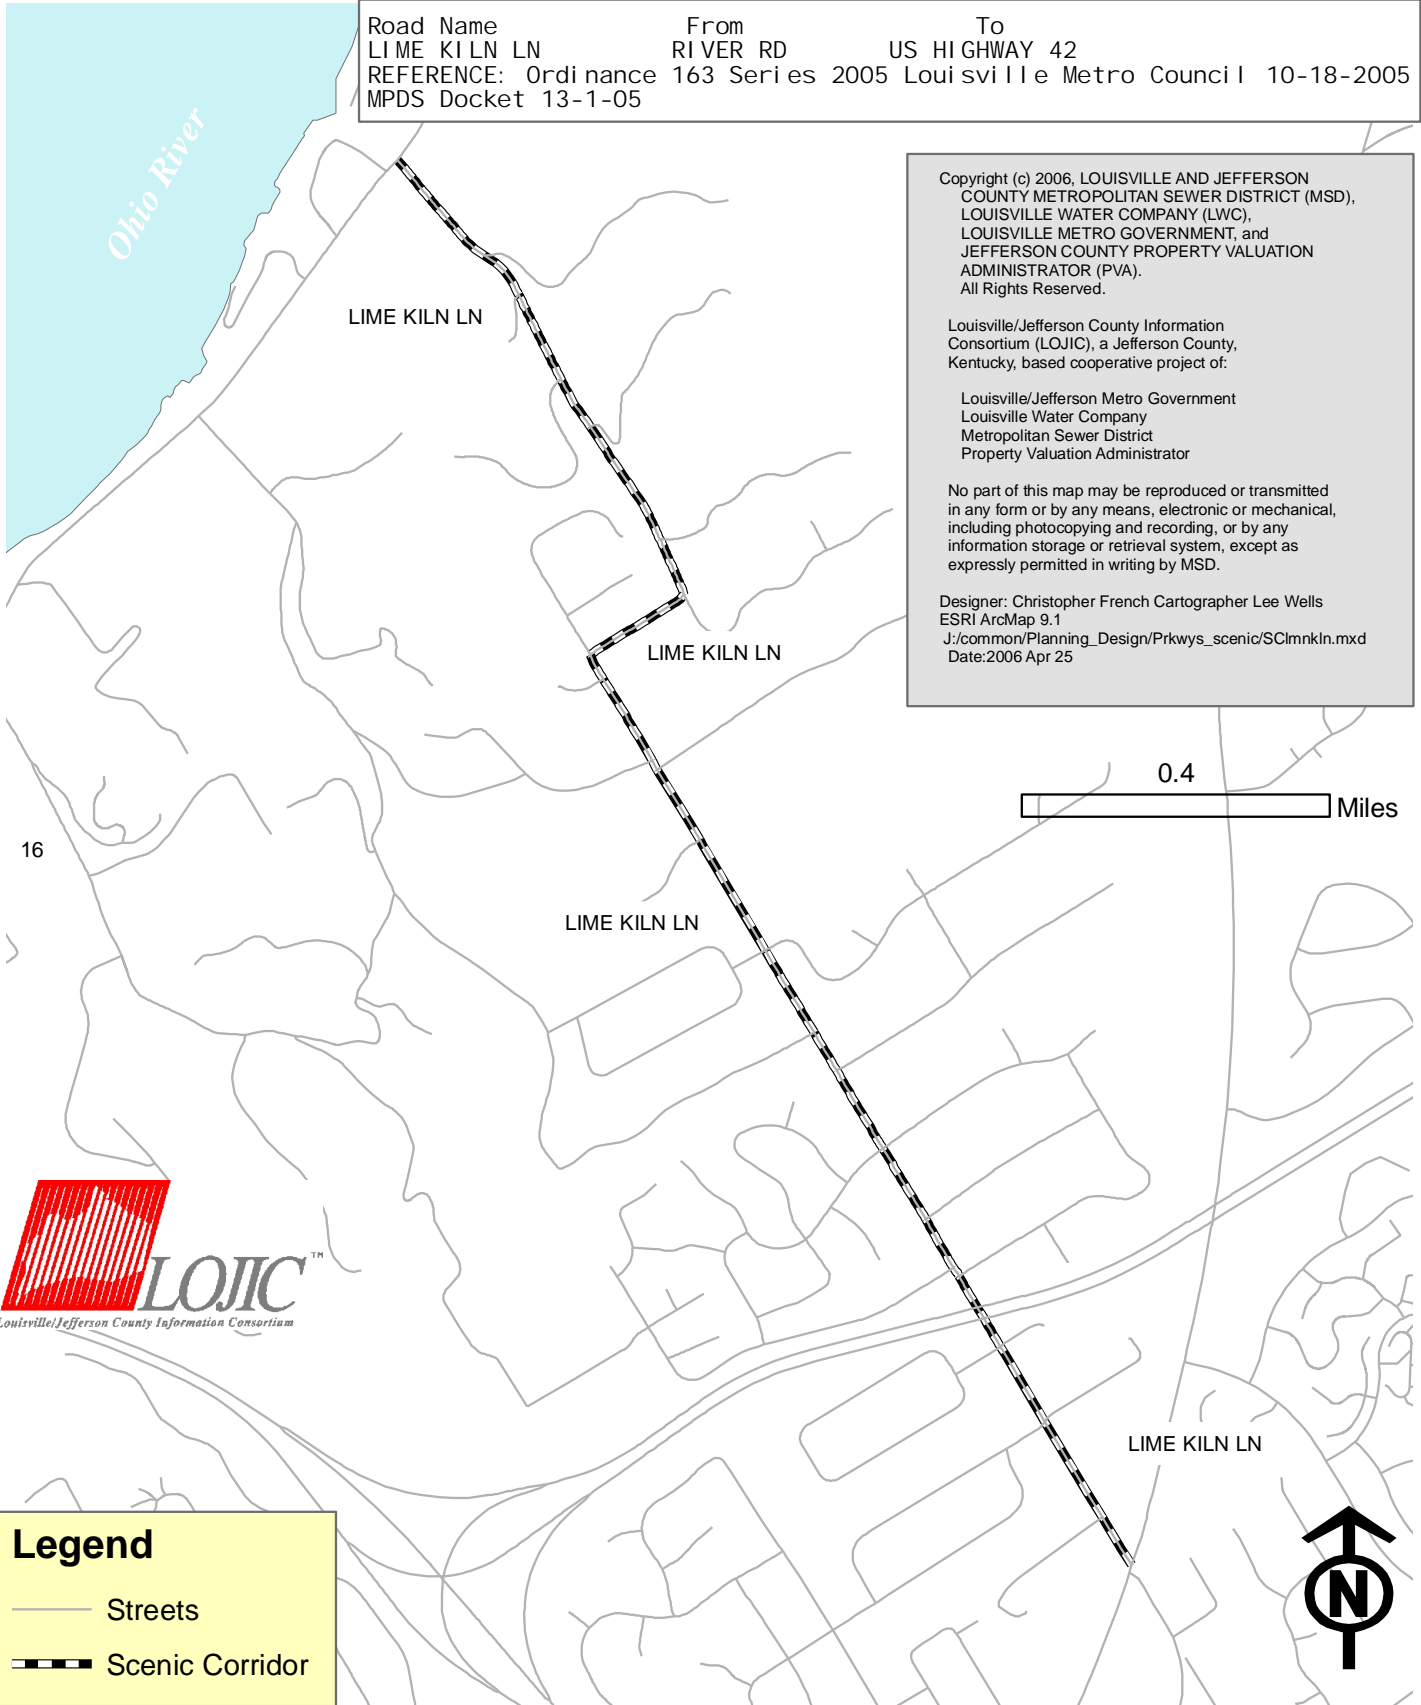 Road Name From To
LIME KILN LN RIVER RD US HIGHWAY 42
REFERENCE: Ordinance 163 Series 2005 Louisville Metro Council 10-18-2005
MPDS Docket 13-1-05
Ohio River
Copyright (c) 2006, LOUISVILLE AND JEFFERSON
COUNTY METROPOLITAN SEWER DISTRICT (MSD),
LOUISVILLE WATER COMPANY (LWC),
LOUISVILLE METRO GOVERNMENT, and
JEFFERSON COUNTY PROPERTY VALUATION
ADMINISTRATOR (PVA).
All Rights Reserved.
Louisville/Jefferson County Information
Consortium (LOJIC), a Jefferson County,
Kentucky, based cooperative project of:
Louisville/Jefferson Metro Government
Louisville Water Company
Metropolitan Sewer District
Property Valuation Administrator
No part of this map may be reproduced or transmitted
in any form or by any means, electronic or mechanical,
including photocopying and recording, or by any
information storage or retrieval system, except as
expressly permitted in writing by MSD.
Designer: Christopher French Cartographer Lee Wells
ESRI ArcMap 9.1
J:/common/Planning_Design/Prkwys_scenic/SClmnkln.mxd
Date:2006 Apr 25
LIME KILN LN
LIME KILN LN
0.4
Miles
16
LIME KILN LN
LOJIC™
Louisville/Jefferson County Information Consortium
LIME KILN LN
Legend
Streets
Scenic Corridor
N